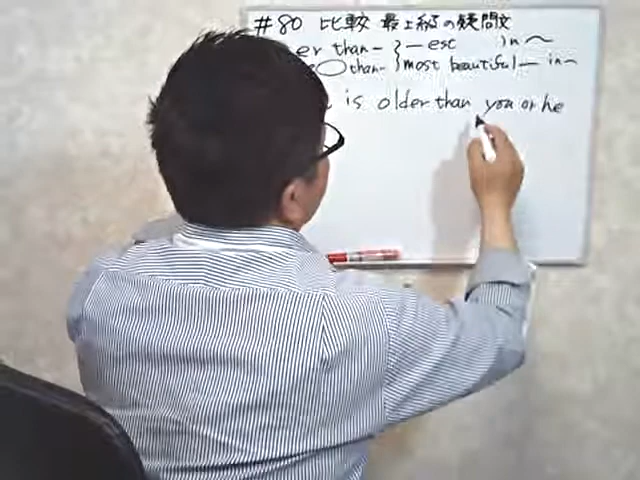 #80 比較 最上級の疑問文
er than- } -est in~
than- } most beautiful- in~
is older than you or he